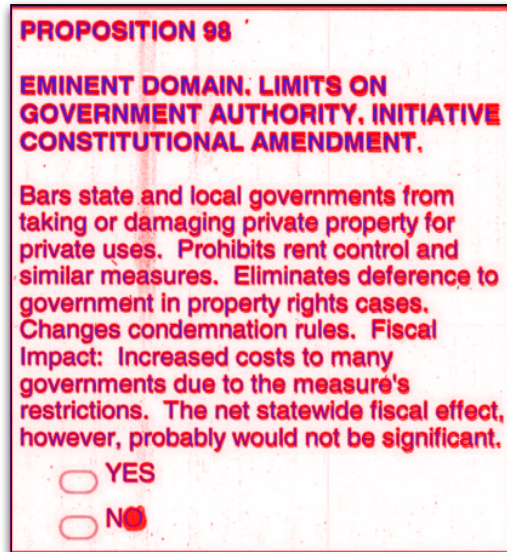 PROPOSITION 98
EMINENT DOMAIN. LIMITS ON
GOVERNMENT AUTHORITY. INITIATIVE
CONSTITUTIONAL AMENDMENT.
Bars state and local governments from
taking or damaging private property for
private uses.  Prohibits rent control and
similar measures.  Eliminates deference to
government in property rights cases.
Changes condemnation rules.  Fiscal
Impact:  Increased costs to many
governments due to the measure's
restrictions.  The net statewide fiscal effect,
however, probably would not be significant.
YES
NO